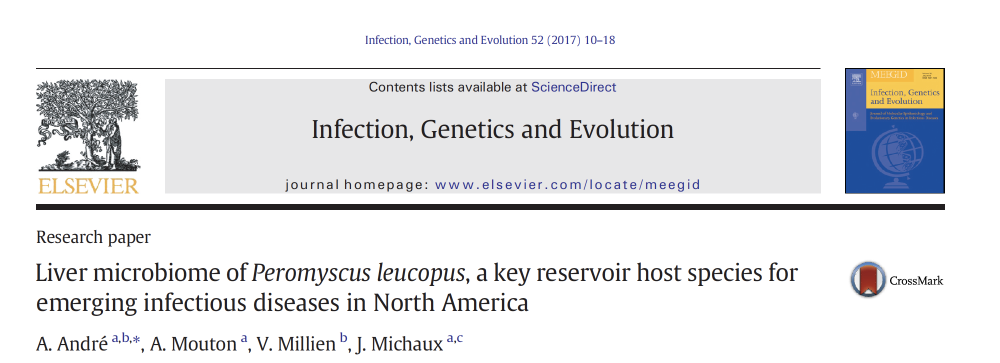 Infection, Genetics and Evolution 52 (2017) 10–18
Contents lists available at ScienceDirect
Infection, Genetics and Evolution
journal homepage: www.elsevier.com/locate/meegid
NON SOLUS
ELSEVIER
MEEGID
Infection, Genetics
and Evolution
Journal of Molecular Epidemiology and
Evolutionary Genetics in Infectious Diseases
Research paper
Liver microbiome of Peromyscus leucopus, a key reservoir host species for
emerging infectious diseases in North America
CrossMark
A. André a,b,*, A. Mouton a, V. Millien b, J. Michaux a,c